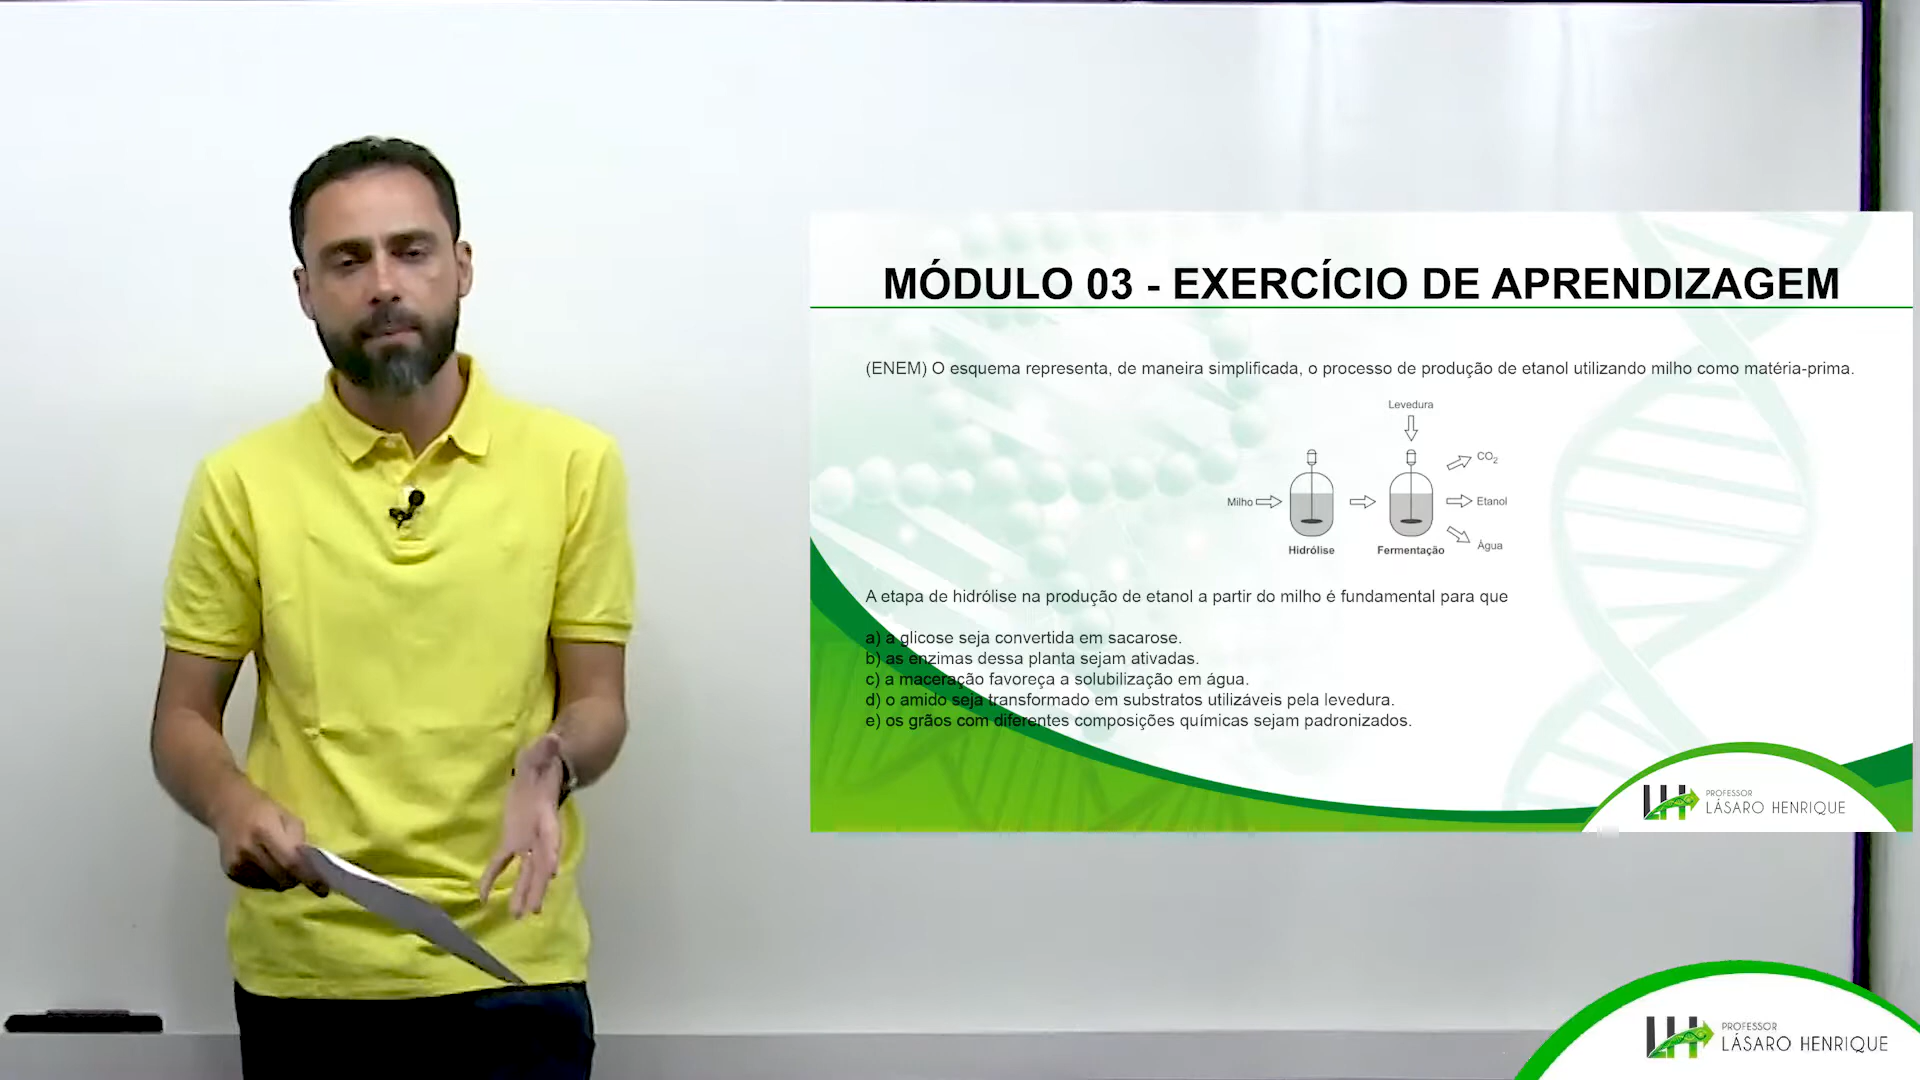 MÓDULO 03 - EXERCÍCIO DE APRENDIZAGEM
(ENEM) O esquema representa, de maneira simplificada, o processo de produção de etanol utilizando milho como matéria-prima.
Levedura
CO2
Milho
Etanol
Água
Hidrólise
Fermentação
A etapa de hidrólise na produção de etanol a partir do milho é fundamental para que
a) a glicose seja convertida em sacarose.
b) as enzimas dessa planta sejam ativadas.
c) a maceração favoreça a solubilização em água.
d) o amido seja transformado em substratos utilizáveis pela levedura.
e) os grãos com diferentes composições químicas sejam padronizados.
LH
PROFESSOR
LÁSARO HENRIQUE
LH
PROFESSOR
LÁSARO HENRIQUE